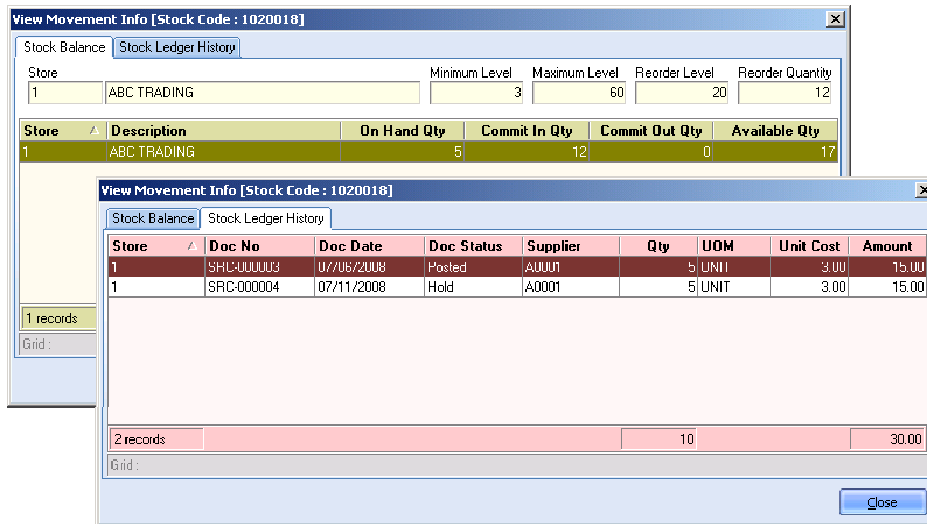 View Movement Info [Stock Code : 1020018]
Stock Balance Stock Ledger History
Store Minimum Level Maximum Level Reorder Level Reorder Quantity
1 ABC TRADING 3 60 20 12
Store Description On Hand Qty Commit In Qty Commit Out Qty Available Qty
1 ABC TRADING 5 12 0 17
1 records
Grid :
View Movement Info [Stock Code : 1020018]
Stock Balance Stock Ledger History
Store Doc No Doc Date Doc Status Supplier Qty UOM Unit Cost Amount
1 SRC-000003 07/06/2008 Posted A0001 5 UNIT 3.00 15.00
1 SRC-000004 07/11/2008 Hold A0001 5 UNIT 3.00 15.00
2 records 10 30.00
Grid :
Close